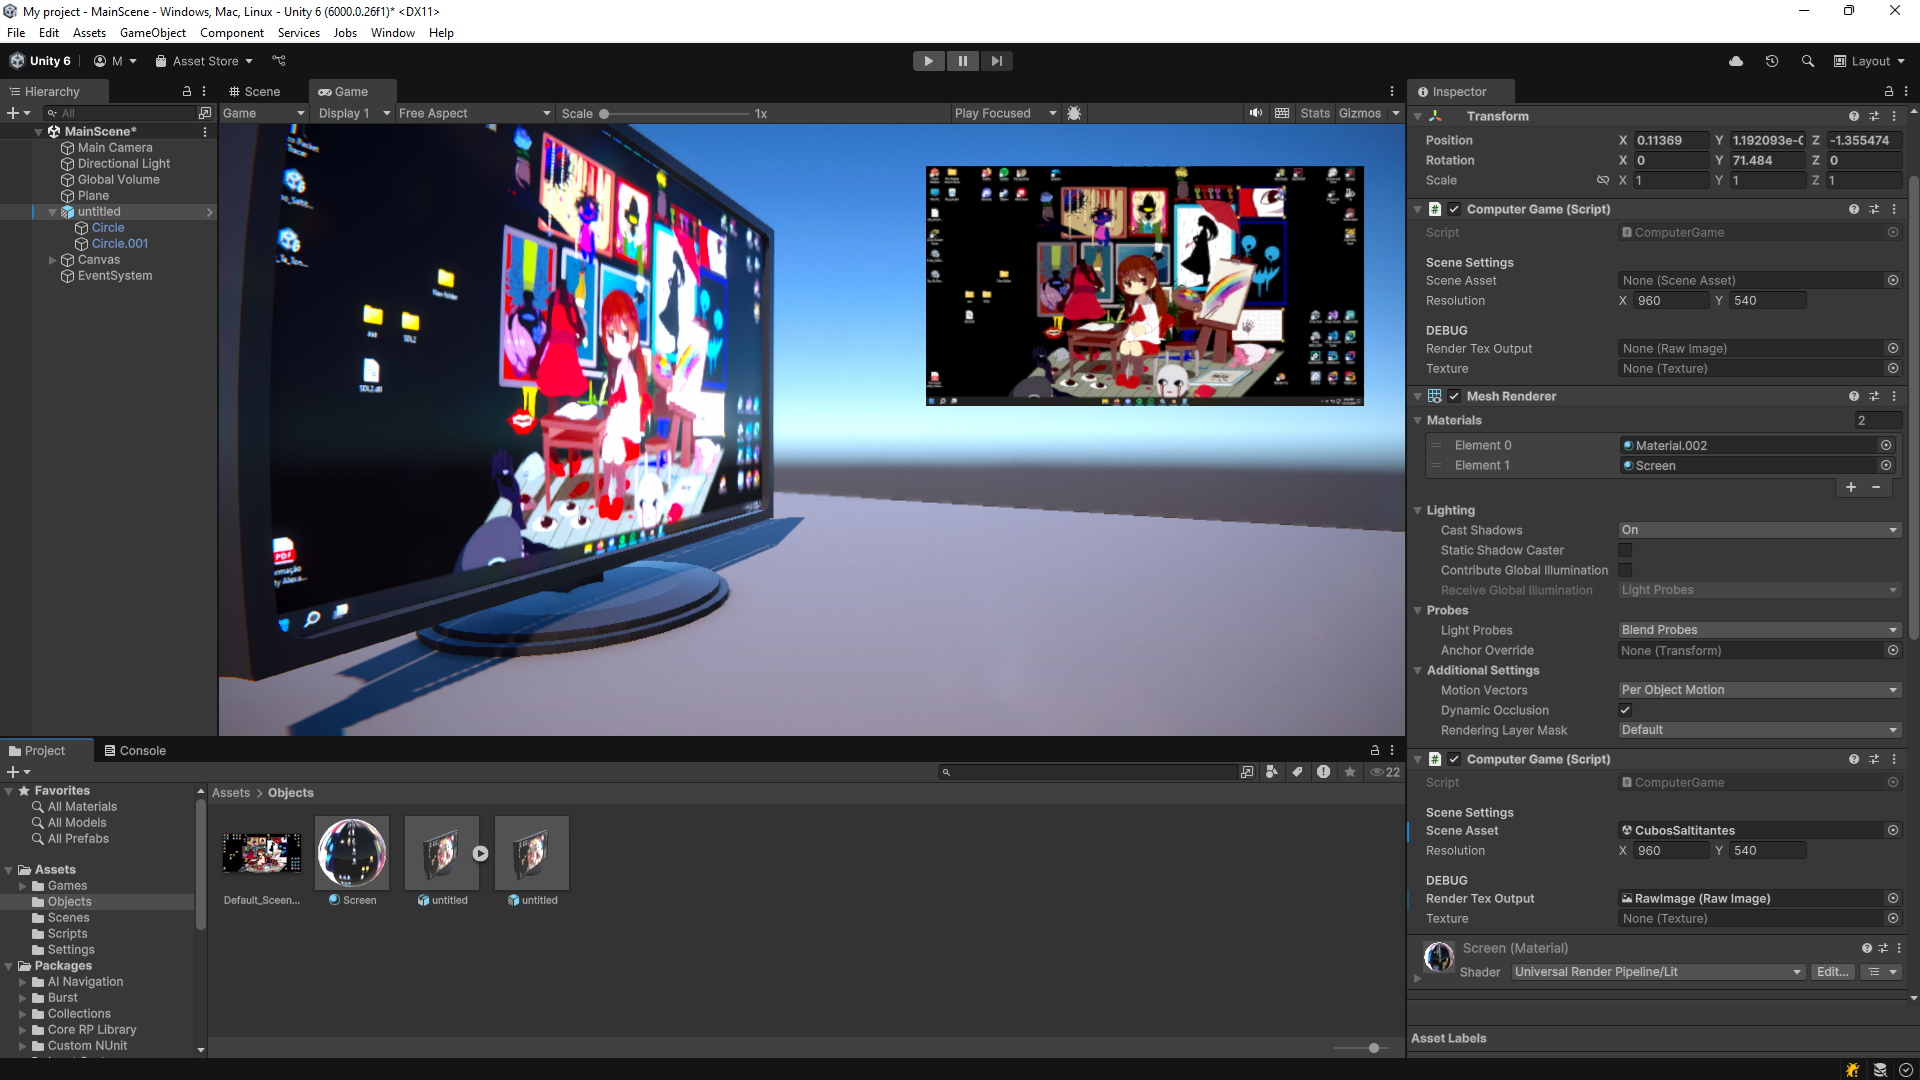 My project - MainScene - Windows, Mac, Linux - Unity 6 (6000.0.26f1)* <DX11>
File Edit Assets GameObject Component Services Jobs Window Help
Unity 6 M Asset Store Layout
Hierarchy Scene Game Inspector
All Game Display 1 Free Aspect Scale 1x Play Focused Stats Gizmos
MainScene*
Main Camera
Directional Light
Global Volume
Plane
untitled
Circle
Circle.001
Canvas
EventSystem
New folder
SDL2
SDL2.dll
PDF
Transform
Position X 0.11369 Y 1.192093e-( Z -1.355474
Rotation X 0 Y 71.484 Z 0
Scale X 1 Y 1 Z 1
Computer Game (Script)
Script ComputerGame
Scene Settings
Scene Asset None (Scene Asset)
Resolution X 960 Y 540
DEBUG
Render Tex Output None (Raw Image)
Texture None (Texture)
Mesh Renderer
Materials 2
Element 0 Material.002
Element 1 Screen
Lighting
Cast Shadows On
Static Shadow Caster
Contribute Global Illumination
Receive Global Illumination Light Probes
Probes
Light Probes Blend Probes
Anchor Override None (Transform)
Additional Settings
Motion Vectors Per Object Motion
Dynamic Occlusion
Rendering Layer Mask Default
Computer Game (Script)
Script ComputerGame
Scene Settings
Scene Asset CubosSaltitantes
Resolution X 960 Y 540
DEBUG
Render Tex Output RawImage (Raw Image)
Texture None (Texture)
Screen (Material)
Shader Universal Render Pipeline/Lit Edit...
Asset Labels
Project Console
22
Favorites
All Materials
All Models
All Prefabs
Assets
Games
Objects
Scenes
Scripts
Settings
Packages
AI Navigation
Burst
Collections
Core RP Library
Custom NUnit
Assets > Objects
Default_Sceen... Screen untitled untitled